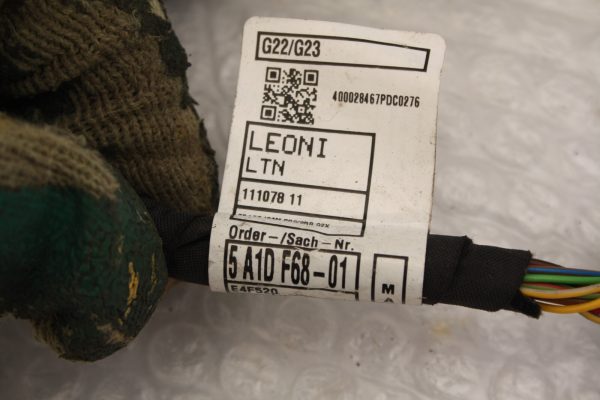 G22/G23
400028467PDC0276
LEONI
LTN
111078 11
Order-/Sach-Nr.
5 A1D F68-01
E4F520
M
A